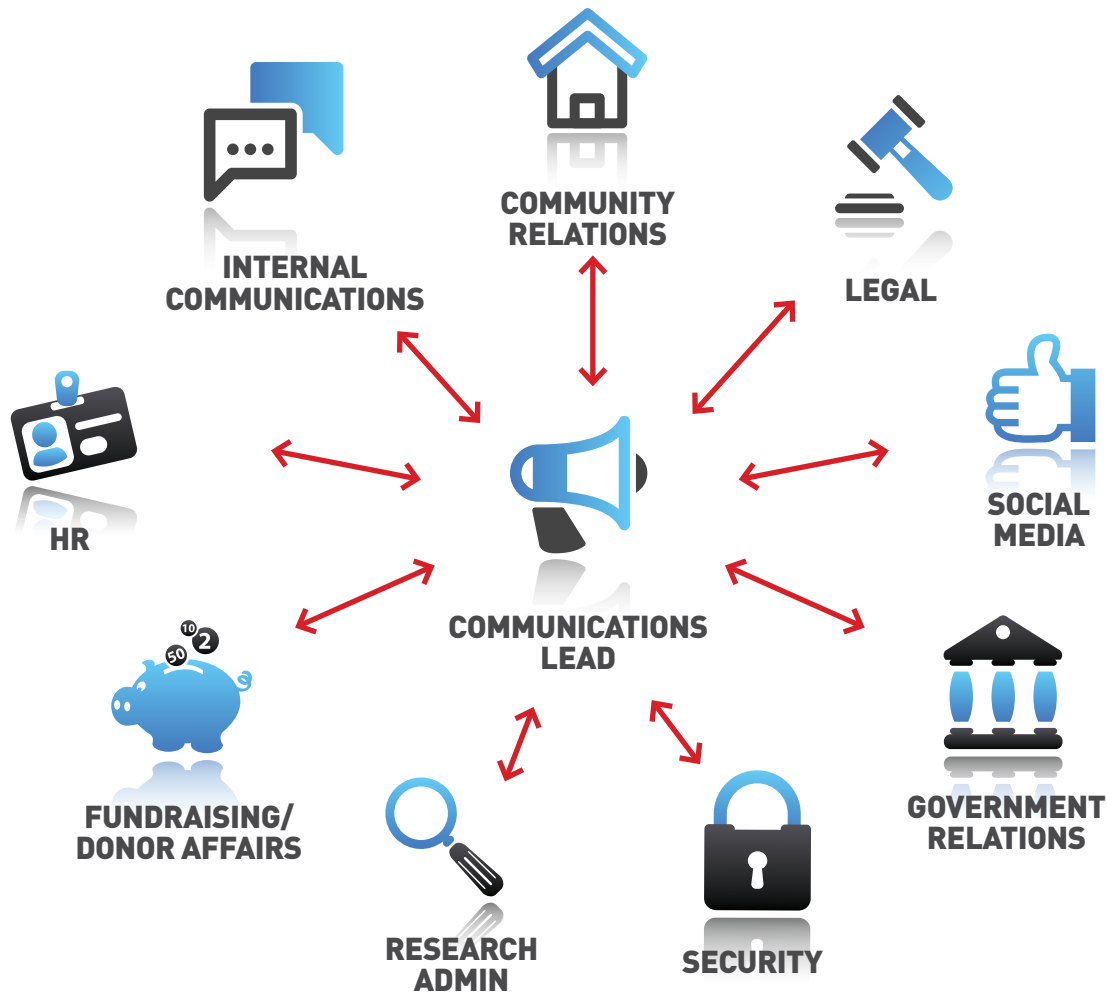 COMMUNITY
RELATIONS
INTERNAL
COMMUNICATIONS
LEGAL
SOCIAL
MEDIA
HR
COMMUNICATIONS
LEAD
10
2
50
FUNDRAISING/
DONOR AFFAIRS
GOVERNMENT
RELATIONS
RESEARCH
ADMIN
SECURITY